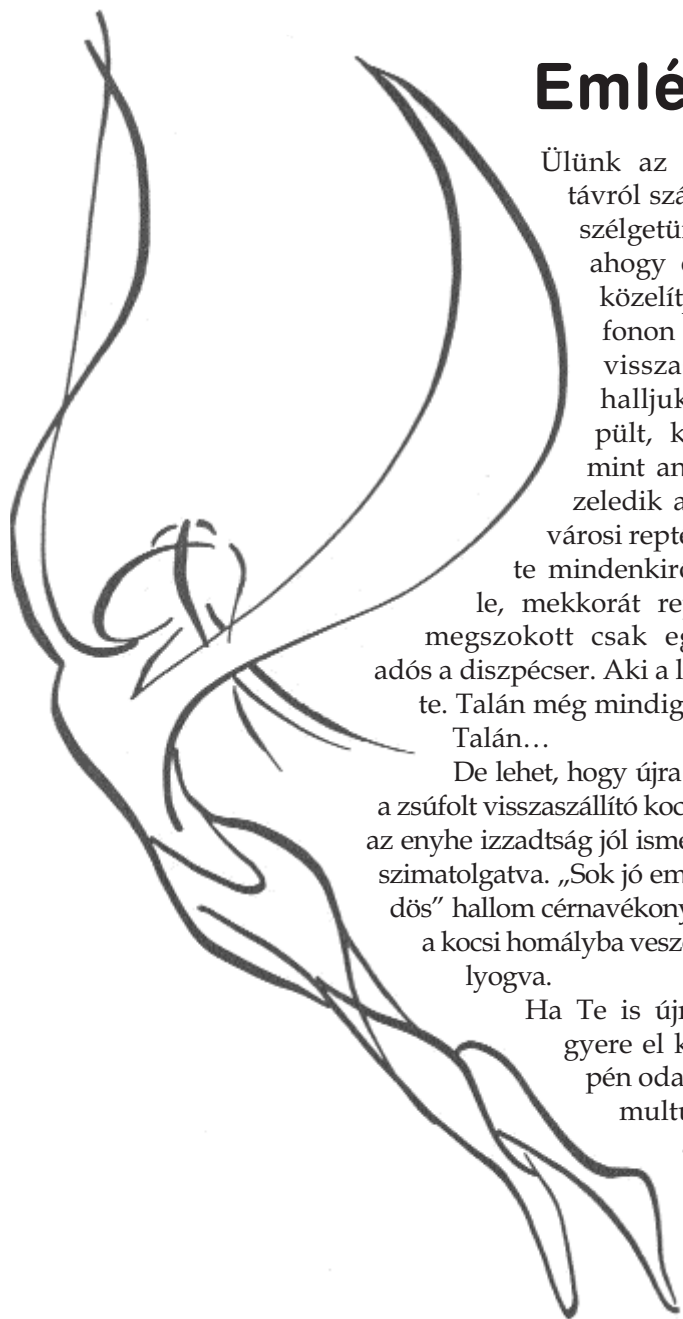 Emlé
Ülünk az
távról szá
szélgetü
ahogy
közelít
fonon
vissza
halljuk
pült, k
mint an
zeledik a
városi repte
te mindenkirő
le, mekkorát re
megszokott csak eg
adós a diszpécser. Aki a l
te. Talán még mindig
Talán…
De lehet, hogy újra
a zsúfolt visszaszállító koc
az enyhe izzadtság jól isme
szimatolgatva. „Sok jó em
dös” hallom cérnavékony
a kocsi homályba vesz
lyogva.
Ha Te is újr
gyere el k
pén oda
multu